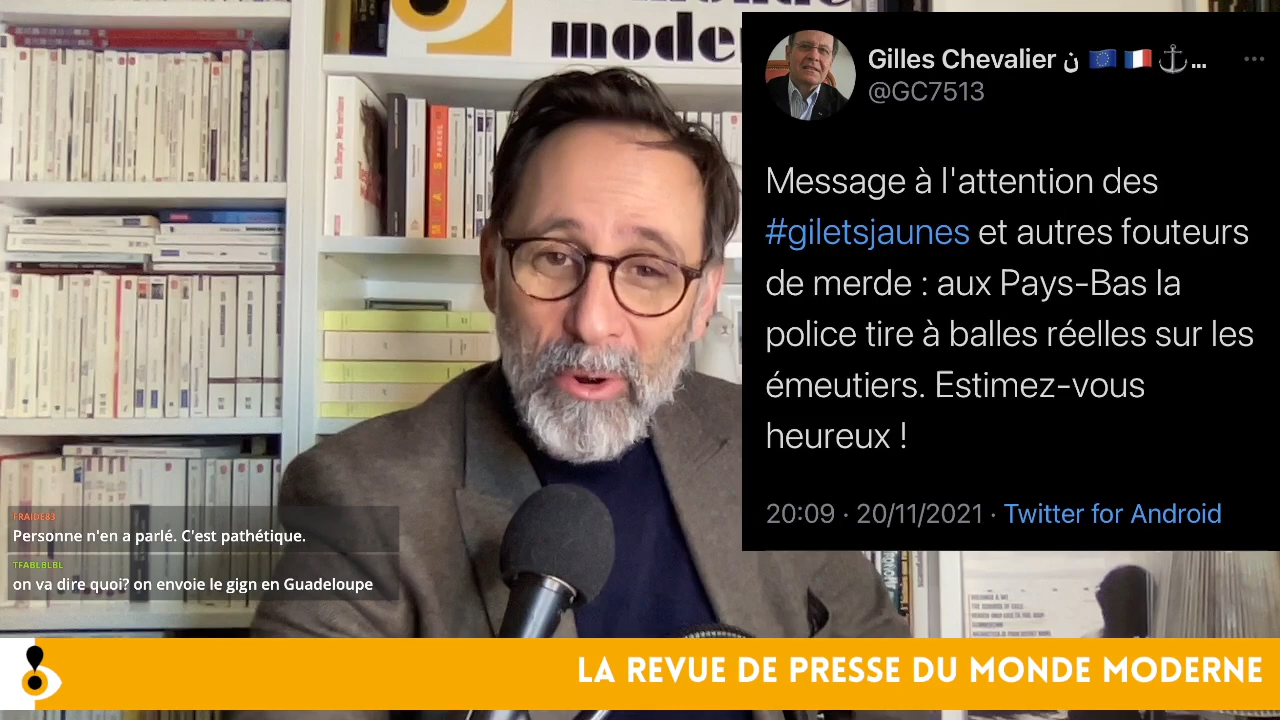 monde
moder
Gilles Chevalier ن 🇪🇺 🇫🇷 ⚓...
@GC7513
Message à l'attention des
#giletsjaunes et autres fouteurs
de merde : aux Pays-Bas la
police tire à balles réelles sur les
émeutiers. Estimez-vous
heureux !
20:09 · 20/11/2021 · Twitter for Android
FRAIDE83
Personne n'en a parlé. C'est pathétique.
TFABLBLBL
on va dire quoi? on envoie le gign en Guadeloupe
LA REVUE DE PRESSE DU MONDE MODERNE